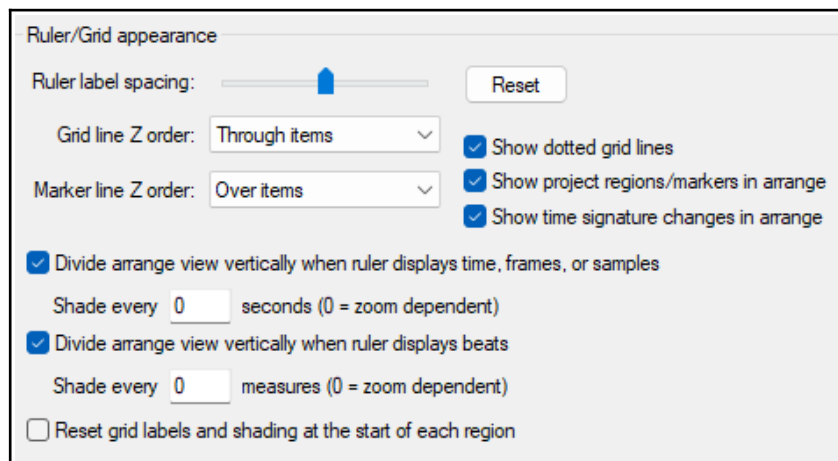 Ruler/Grid appearance
Ruler label spacing: Reset
Grid line Z order: Through items
Show dotted grid lines
Marker line Z order: Over items
Show project regions/markers in arrange
Show time signature changes in arrange
Divide arrange view vertically when ruler displays time, frames, or samples
Shade every 0 seconds (0 = zoom dependent)
Divide arrange view vertically when ruler displays beats
Shade every 0 measures (0 = zoom dependent)
Reset grid labels and shading at the start of each region